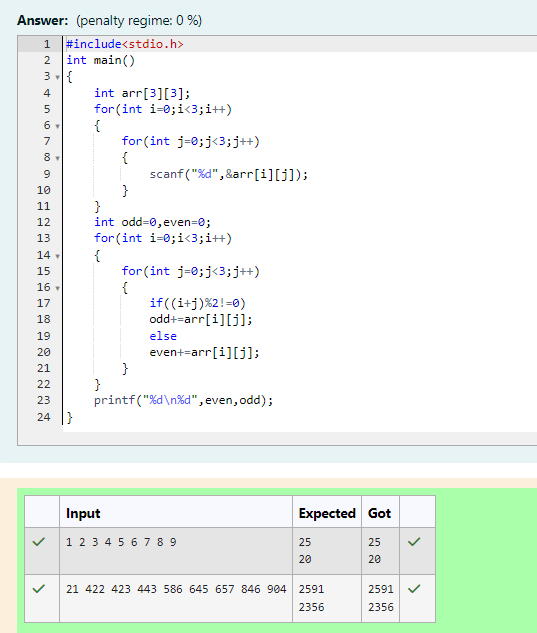 Answer: (penalty regime: 0 %)
1 #include<stdio.h>
2 int main()
3 {
4 int arr[3][3];
5 for(int i=0;i<3;i++)
6 {
7 for(int j=0;j<3;j++)
8 {
9 scanf("%d",&arr[i][j]);
10 }
11 }
12 int odd=0,even=0;
13 for(int i=0;i<3;i++)
14 {
15 for(int j=0;j<3;j++)
16 {
17 if((i+j)%2!=0)
18 odd+=arr[i][j];
19 else
20 even+=arr[i][j];
21 }
22 }
23 printf("%d\n%d",even,odd);
24 }
Input Expected Got
1 2 3 4 5 6 7 8 9 25 25
20 20
21 422 423 443 586 645 657 846 904 2591 2591
2356 2356